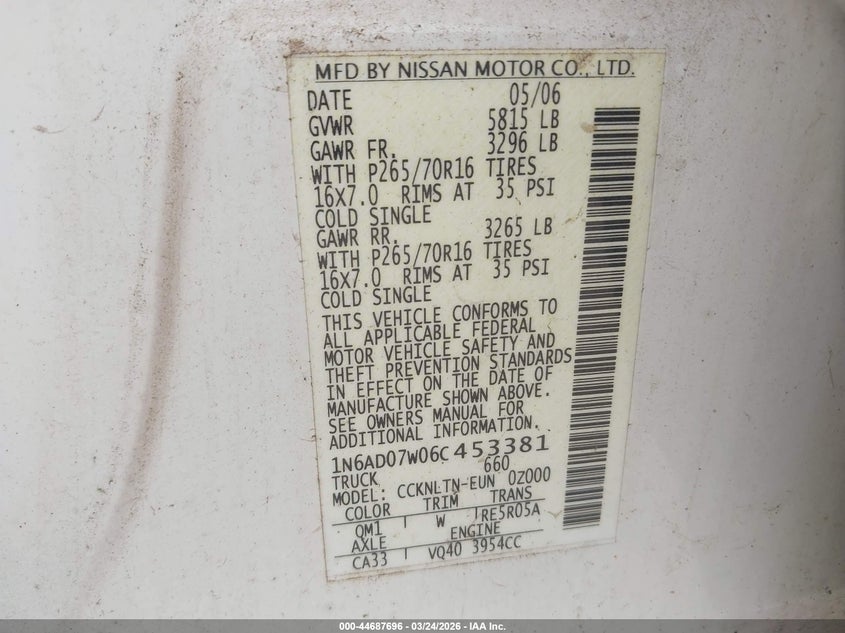 MFD BY NISSAN MOTOR CO., LTD.
DATE 05/06
GVWR 5815 LB
GAWR FR. 3296 LB
WITH P265/70R16 TIRES
16X7.0 RIMS AT 35 PSI
COLD SINGLE
GAWR RR. 3265 LB
WITH P265/70R16 TIRES
16X7.0 RIMS AT 35 PSI
COLD SINGLE
THIS VEHICLE CONFORMS TO
ALL APPLICABLE FEDERAL
MOTOR VEHICLE SAFETY AND
THEFT PREVENTION STANDARDS
IN EFFECT ON THE DATE OF
MANUFACTURE SHOWN ABOVE.
SEE OWNERS MANUAL FOR
ADDITIONAL INFORMATION.
1N6AD07W06C453381
TRUCK 660
MODEL: CCKNLTN-EUN 0Z000
COLOR TRIM TRANS
QM1 W RE5R05A
AXLE ENGINE
CA33 VQ40 3954CC
000-44687696 - 03/24/2026 - IAA Inc.